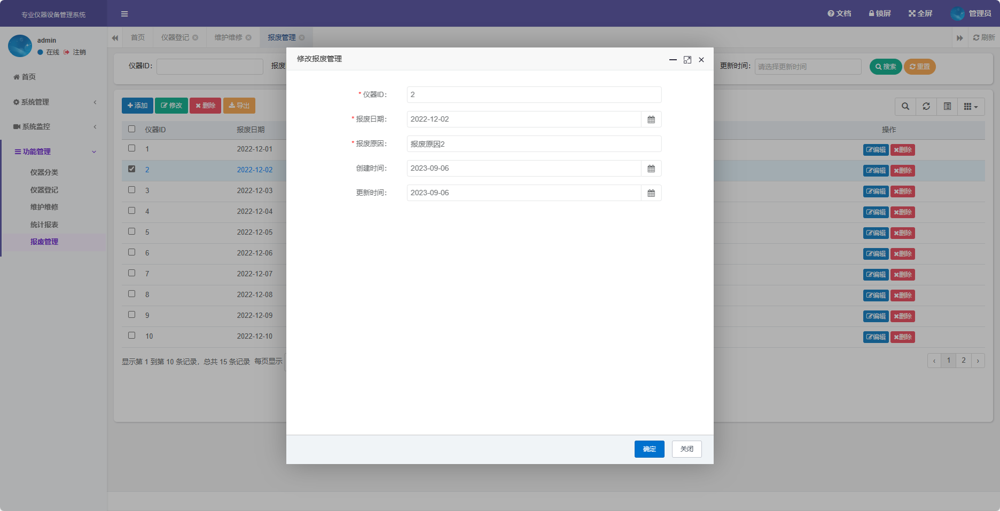 专业仪器设备管理系统
文档
锁屏
全屏
管理员
admin
在线
注销
首页
仪器登记
维护维修
报废管理
刷新
首页
系统管理
系统监控
功能管理
仪器分类
仪器登记
维护维修
统计报表
报废管理
仪器ID：
报废
更新时间：
请选择更新时间
搜索
重置
添加
修改
删除
导出
仪器ID 报废日期 操作
1 2022-12-01 编辑 删除
2 2022-12-02 编辑 删除
3 2022-12-03 编辑 删除
4 2022-12-04 编辑 删除
5 2022-12-05 编辑 删除
6 2022-12-06 编辑 删除
7 2022-12-07 编辑 删除
8 2022-12-08 编辑 删除
9 2022-12-09 编辑 删除
10 2022-12-10 编辑 删除
显示第 1 到第 10 条记录，总共 15 条记录 每页显示
‹ 1 2 ›
修改报废管理
* 仪器ID： 2
* 报废日期： 2022-12-02
* 报废原因： 报废原因2
创建时间： 2023-09-06
更新时间： 2023-09-06
确定
关闭